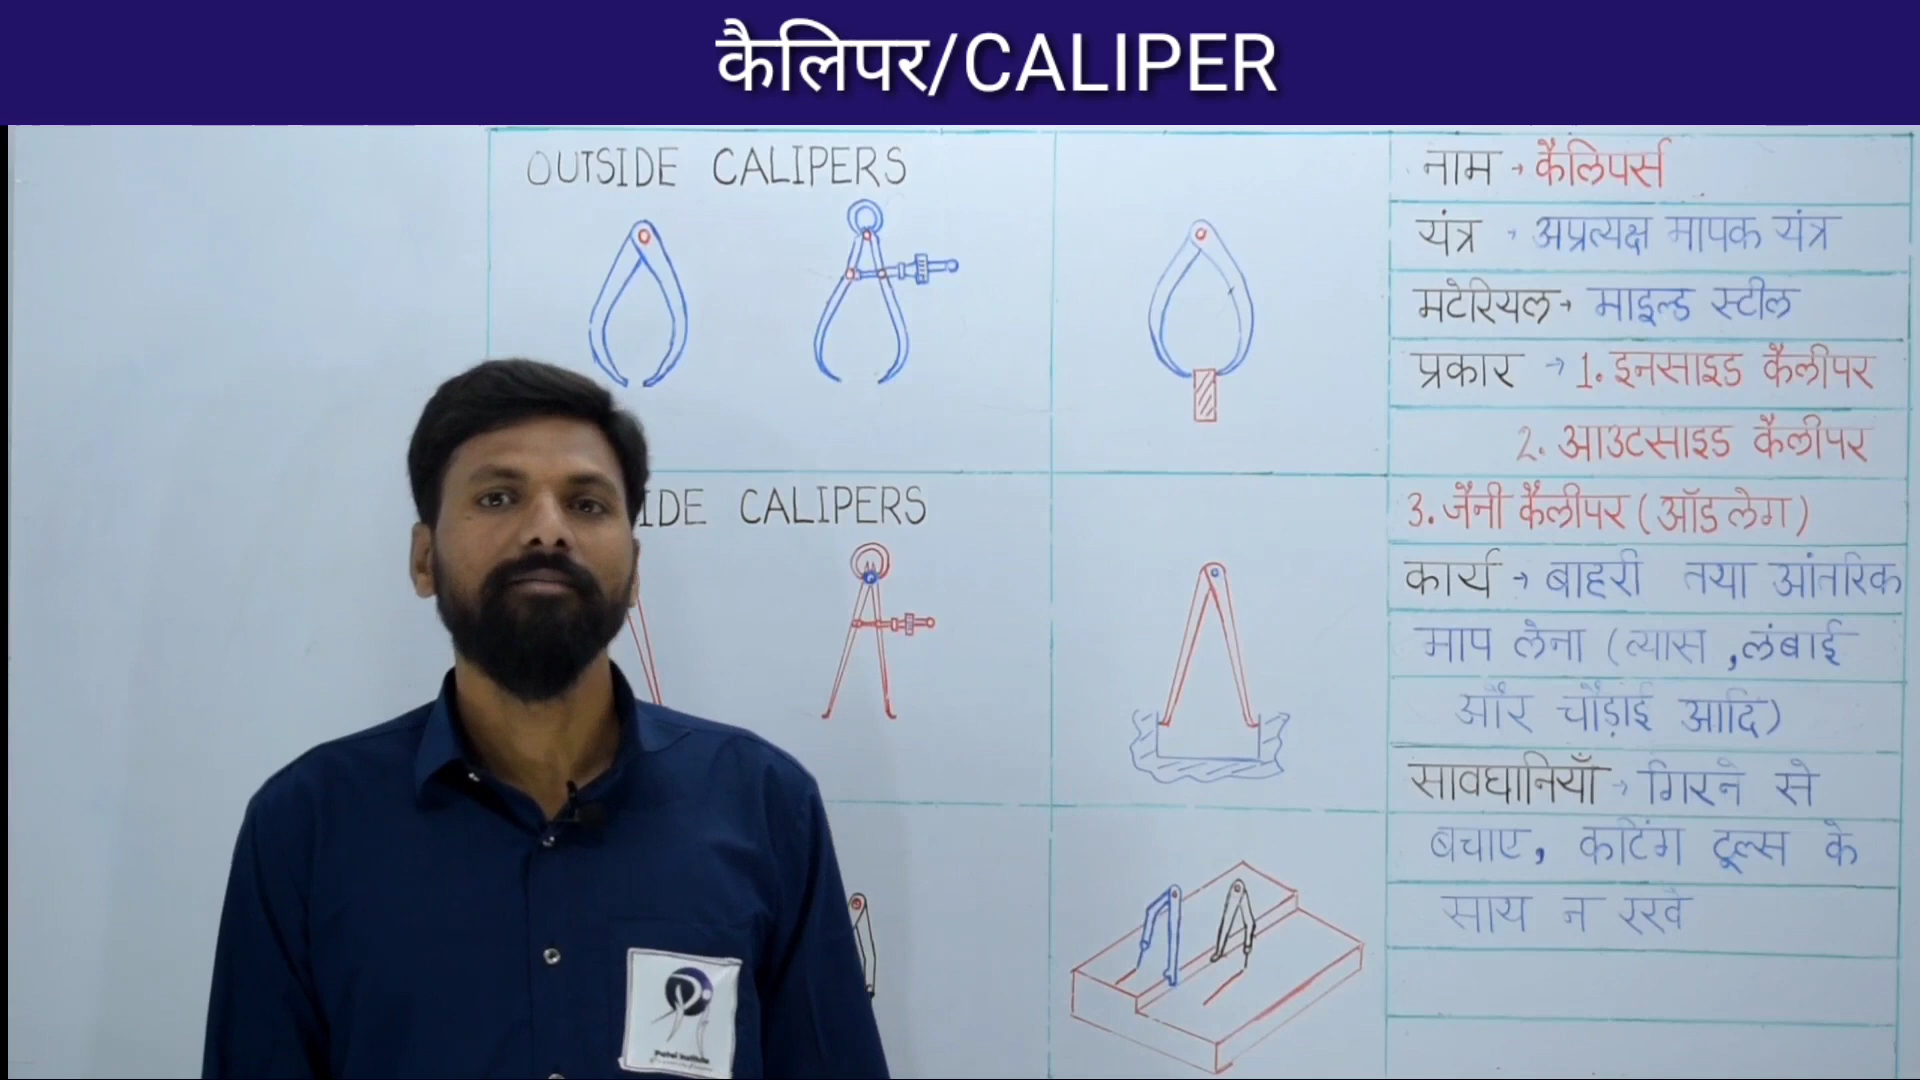 कैलिपर/CALIPER
OUTSIDE CALIPERS
IDE CALIPERS
नाम → कैलिपर्स
यंत्र → अप्रत्यक्ष मापक यंत्र
मटेरियल → माइल्ड स्टील
प्रकार → 1. इनसाइड कैलीपर
2. आउटसाइड कैलीपर
3. जैनी कैलीपर (ऑड लेग)
कार्य → बाहरी तथा आंतरिक
माप लेना (व्यास, लंबाई
और चौड़ाई आदि)
सावधानियाँ → गिरने से
बचाए, कटिंग टूल्स के
साथ न रखे